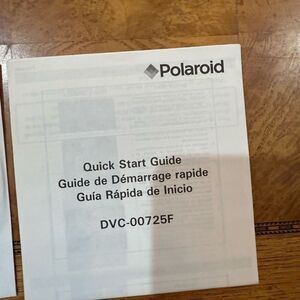 Polaroid
Quick Start Guide
Guide de Démarrage rapide
Guía Rápida de Inicio
DVC-00725F